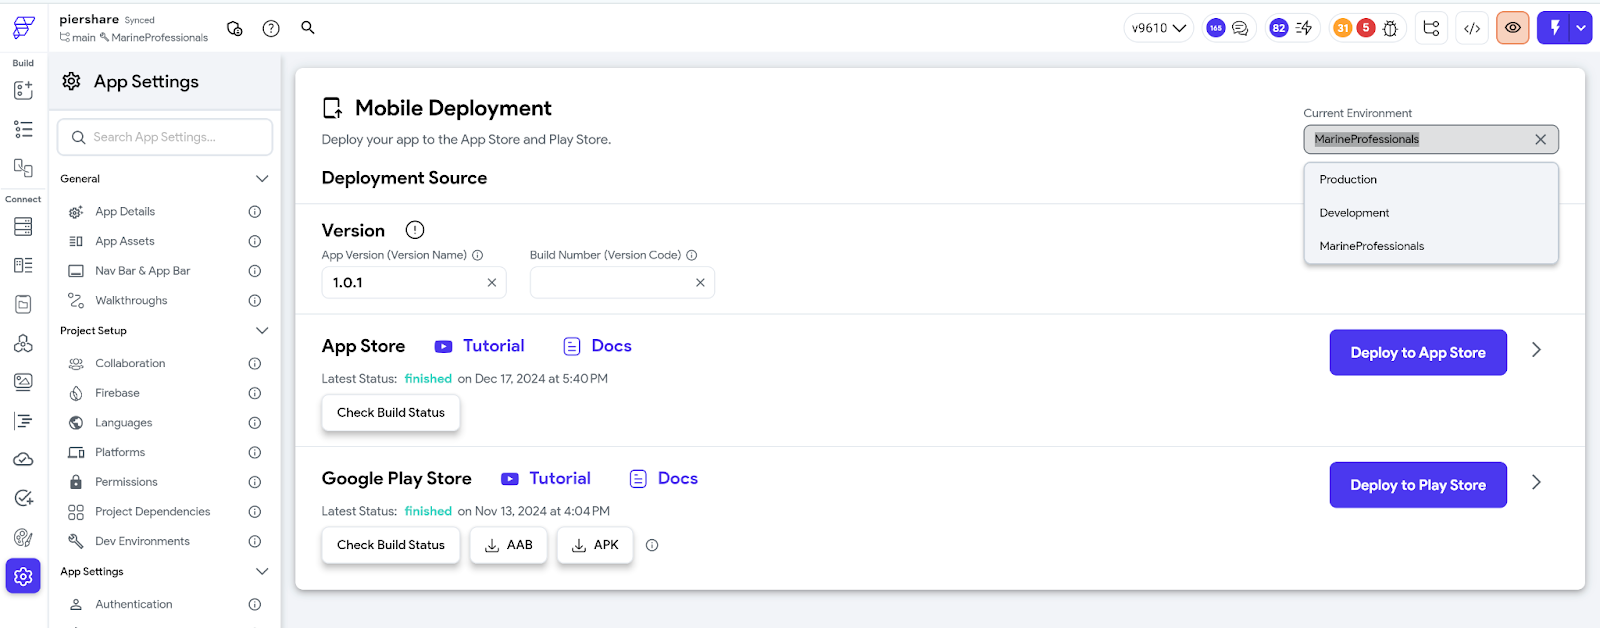 piershare Synced
main MarineProfessionals
v9610
165
82
31
5
Build
Connect
App Settings
Search App Settings...
General
App Details
App Assets
Nav Bar & App Bar
Walkthroughs
Project Setup
Collaboration
Firebase
Languages
Platforms
Permissions
Project Dependencies
Dev Environments
App Settings
Authentication
Mobile Deployment
Deploy your app to the App Store and Play Store.
Current Environment
MarineProfessionals
Production
Development
MarineProfessionals
Deployment Source
Version
App Version (Version Name)
Build Number (Version Code)
1.0.1
App Store Tutorial Docs
Latest Status: finished on Dec 17, 2024 at 5:40 PM
Check Build Status
Deploy to App Store
Google Play Store Tutorial Docs
Latest Status: finished on Nov 13, 2024 at 4:04 PM
Check Build Status AAB APK
Deploy to Play Store